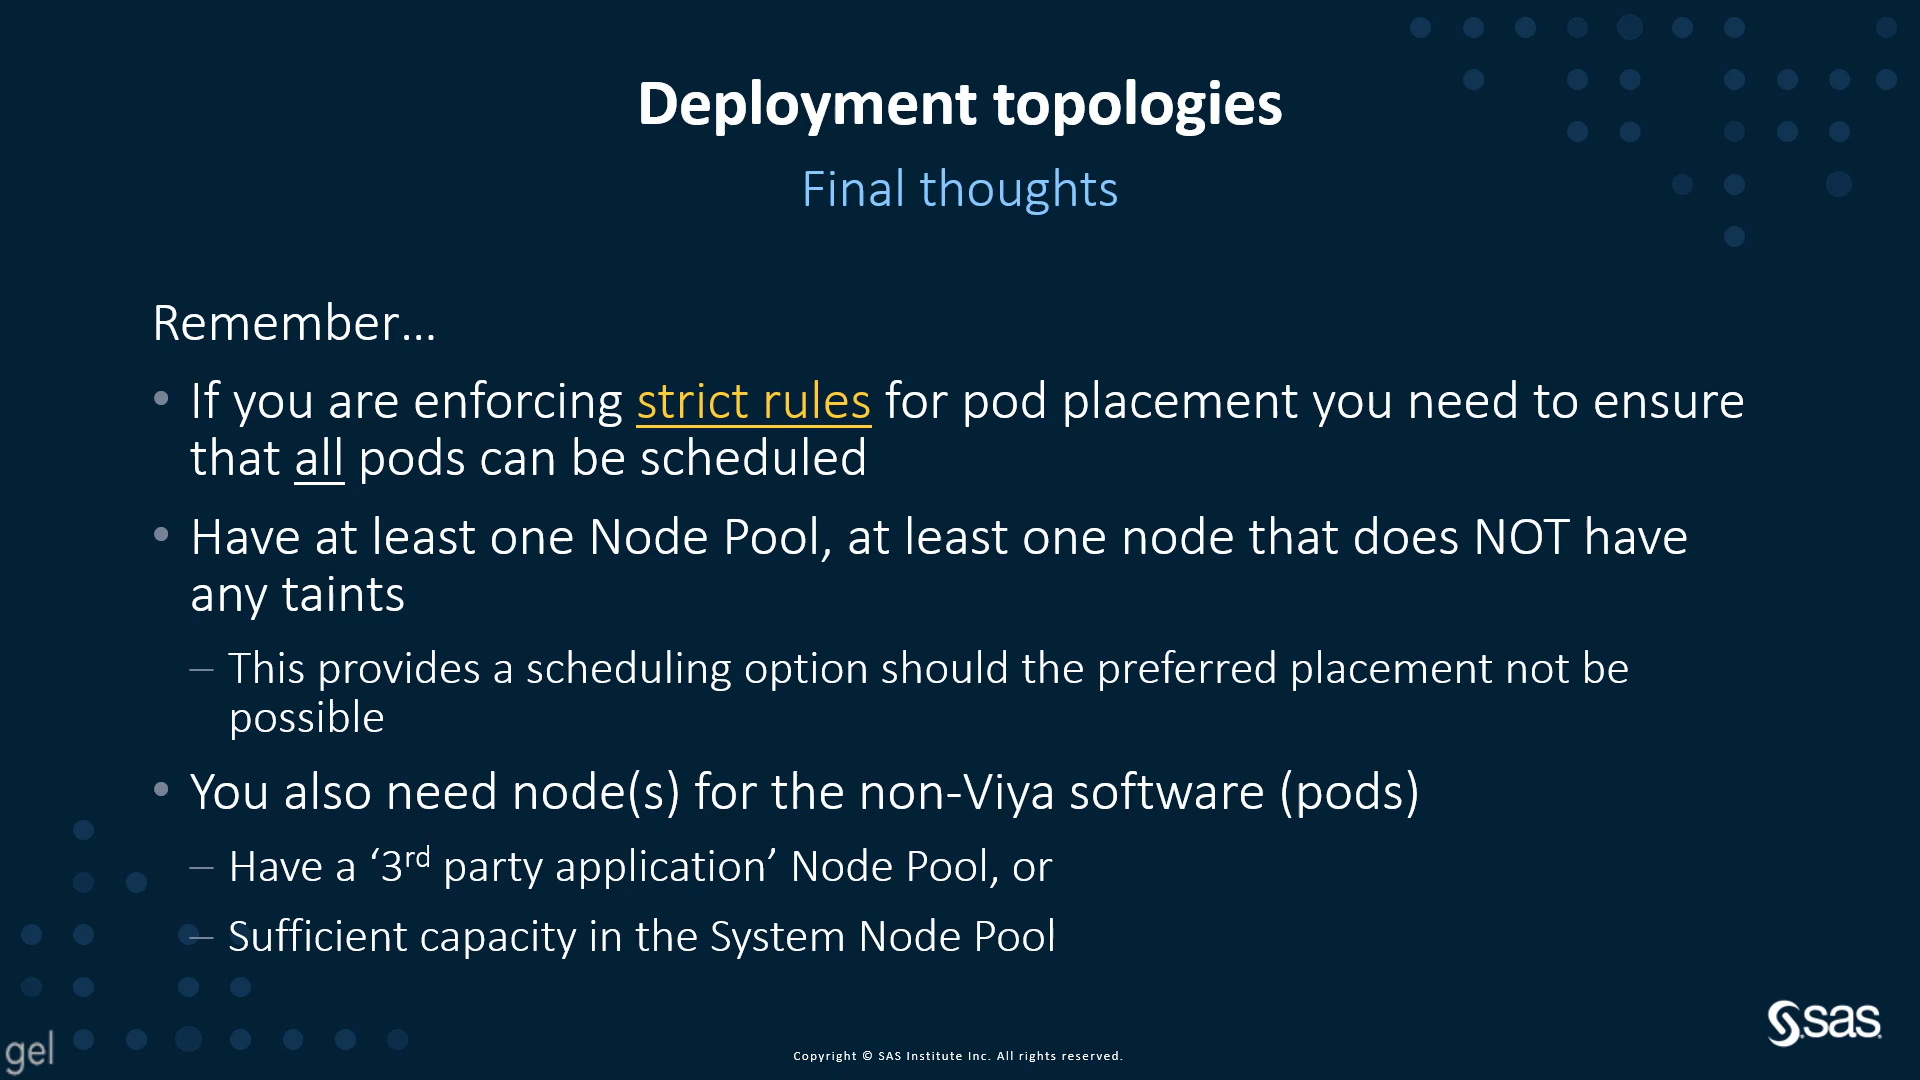 Deployment topologies
Final thoughts
Remember...
• If you are enforcing strict rules for pod placement you need to ensure
that all pods can be scheduled
• Have at least one Node Pool, at least one node that does NOT have
any taints
– This provides a scheduling option should the preferred placement not be
possible
• You also need node(s) for the non-Viya software (pods)
– Have a ‘3rd party application’ Node Pool, or
– Sufficient capacity in the System Node Pool
sas
gel
Copyright © SAS Institute Inc. All rights reserved.